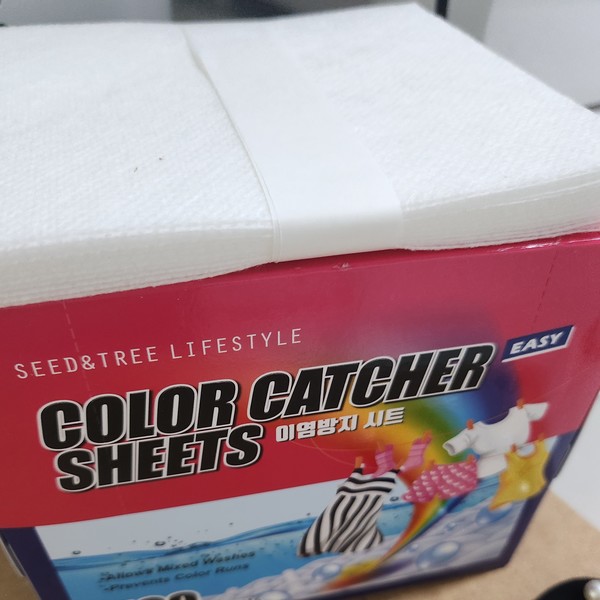 SEED&TREE LIFESTYLE
COLOR CATCHER EASY
SHEETS 이염방지 시트
Allows Mixed Washes
Prevents Color Runs